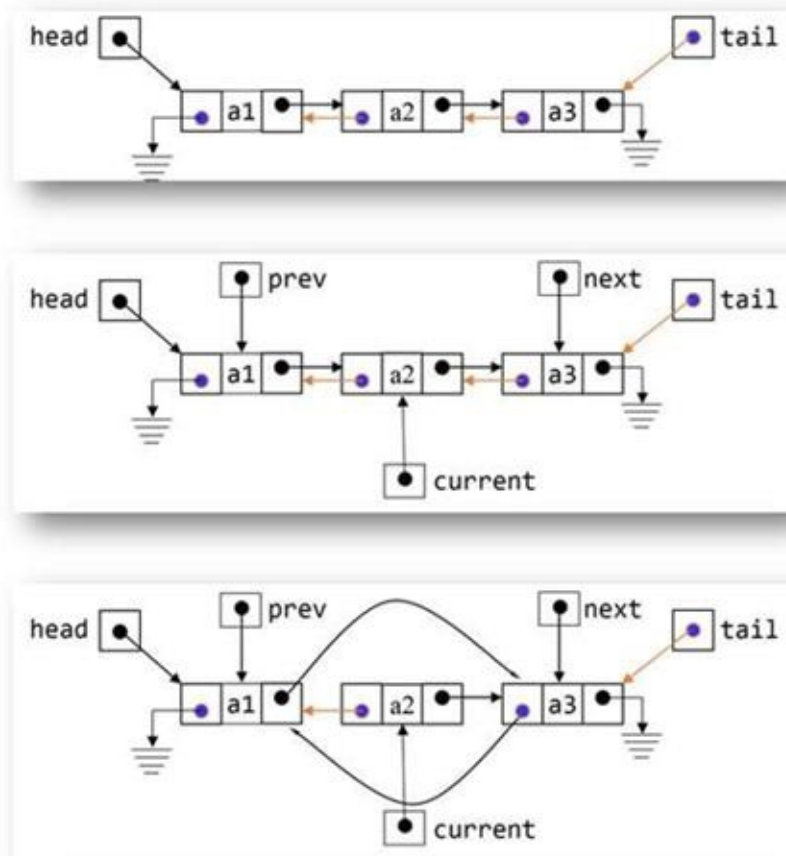 head
tail
a1 a2 a3
prev next
head
tail
a1 a2 a3
current
prev next
head
tail
a1 a2 a3
current